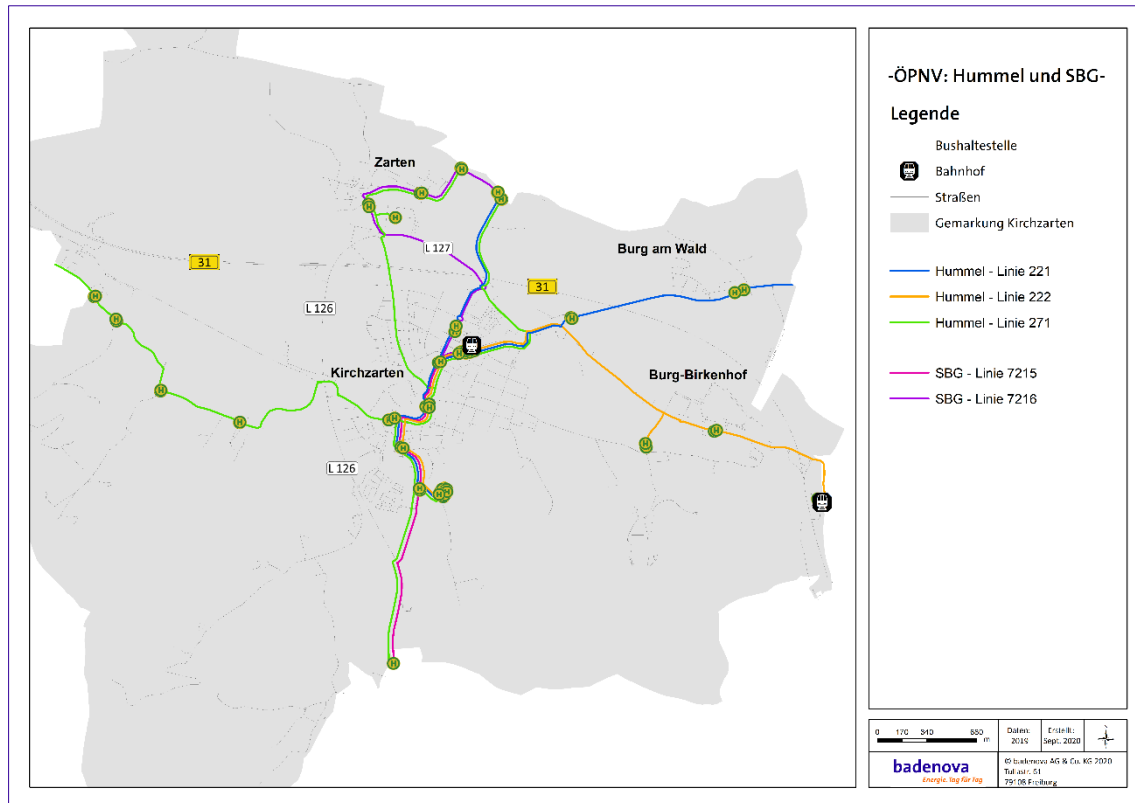 Zarten
L 127
Burg am Wald
31
31
L 126
Kirchzarten
Burg-Birkenhof
L 126
-ÖPNV: Hummel und SBG-
Legende
Bushaltestelle
Bahnhof
Straßen
Gemarkung Kirchzarten
Hummel - Linie 221
Hummel - Linie 222
Hummel - Linie 271
SBG - Linie 7215
SBG - Linie 7216
0 170 340 680
m
Daten:
2019
Erstellt:
Sept. 2020
badenova
Energie. Tag für Tag
© badenova AG & Co. KG 2020
Tullastr. 61
79108 Freiburg